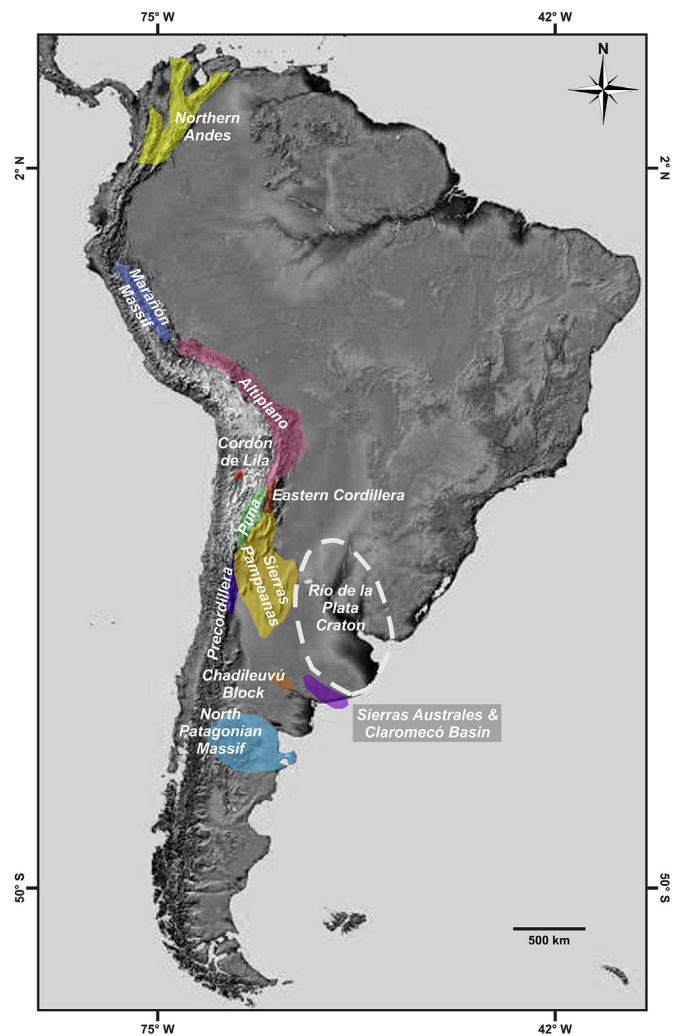 75° W
42° W
N
Northern
Andes
2° N
2° N
Marañón
Massif
Altiplano
Cordón
de Lila
Eastern Cordillera
Puna
Sierras
Pampeanas
Precordillera
Río de la
Plata
Craton
Chadileuvú
Block
Sierras Australes &
Claromecó Basin
North
Patagonian
Massif
50° S
50° S
500 km
75° W
42° W